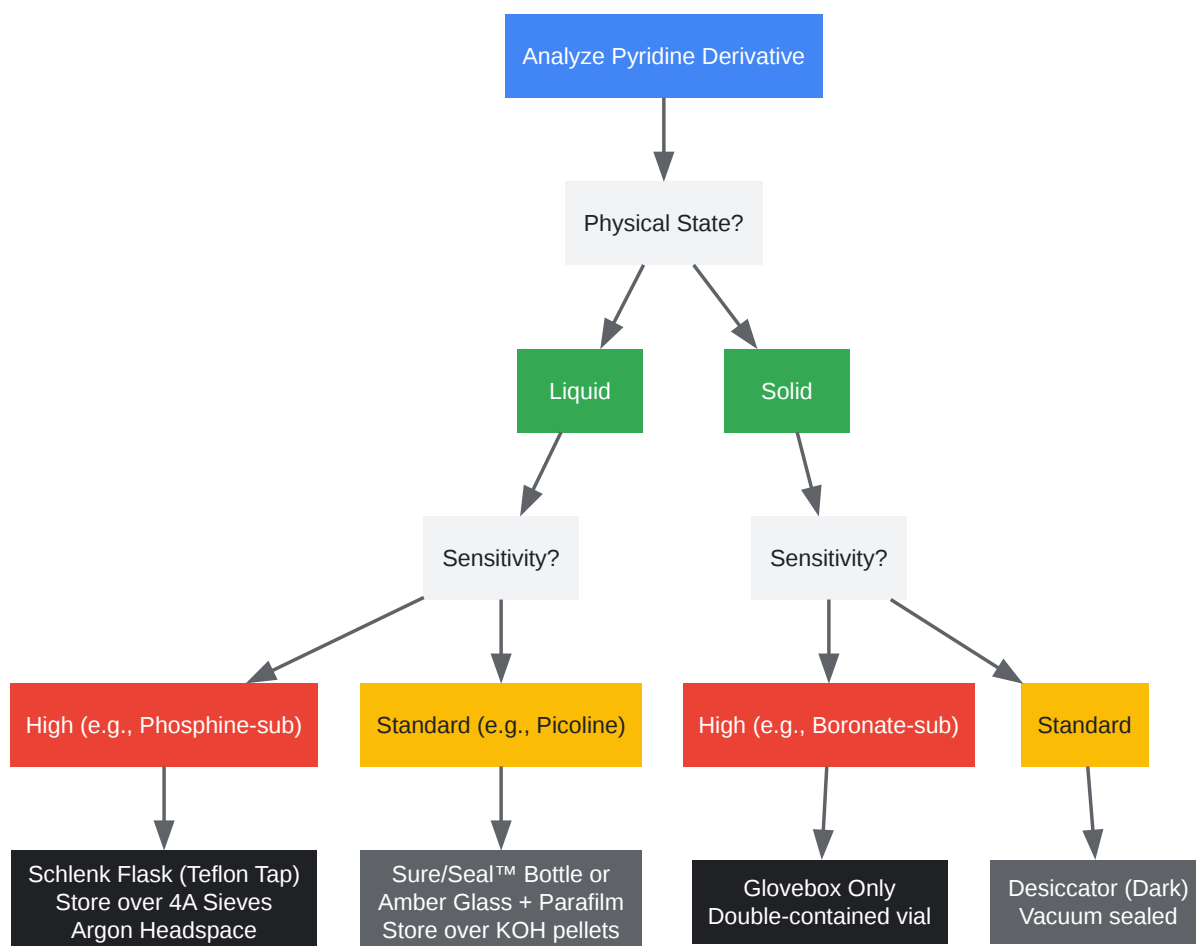 Analyze Pyridine Derivative
Physical State?
Liquid
Solid
Sensitivity?
Sensitivity?
High (e.g., Phosphine-sub)
Standard (e.g., Picoline)
High (e.g., Boronate-sub)
Standard
Schlenk Flask (Teflon Tap)
Store over 4A Sieves
Argon Headspace
Sure/Seal™ Bottle or
Amber Glass + Parafilm
Store over KOH pellets
Glovebox Only
Double-contained vial
Desiccator (Dark)
Vacuum sealed